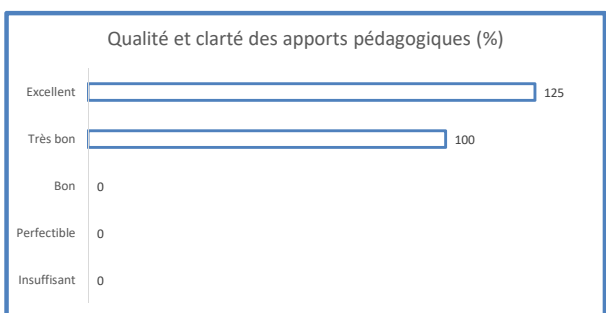 Qualité et clarté des apports pédagogiques (%)
Excellent 125
Très bon 100
Bon 0
Perfectible 0
Insuffisant 0